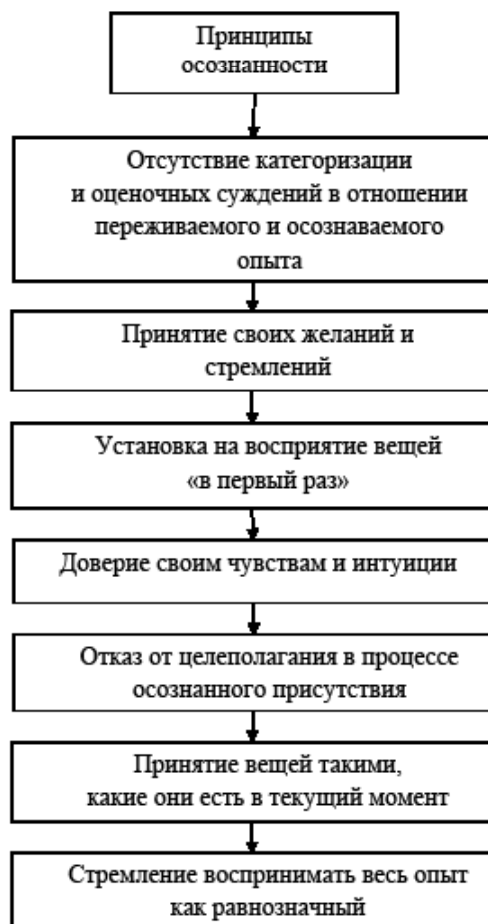 Принципы
осознанности
Отсутствие категоризации
и оценочных суждений в отношении
переживаемого и осознаваемого
опыта
Принятие своих желаний и
стремлений
Установка на восприятие вещей
«в первый раз»
Доверие своим чувствам и интуиции
Отказ от целеполагания в процессе
осознанного присутствия
Принятие вещей такими,
какие они есть в текущий момент
Стремление воспринимать весь опыт
как равнозначный